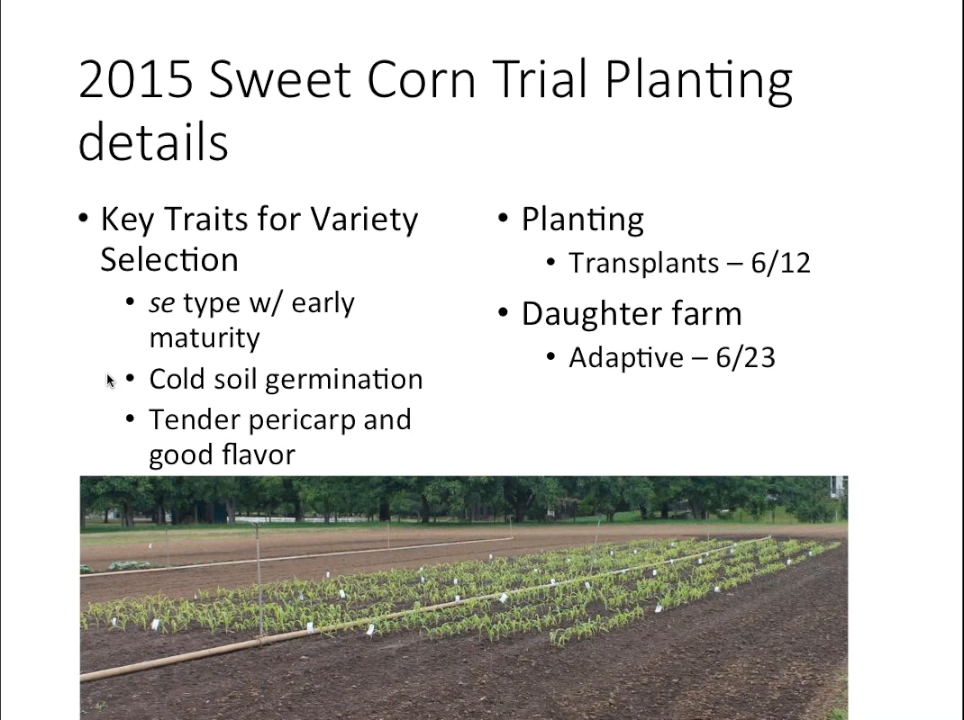 2015 Sweet Corn Trial Planting
details
• Key Traits for Variety
Selection
• se type w/ early
maturity
• Cold soil germination
• Tender pericarp and
good flavor
• Planting
• Transplants – 6/12
• Daughter farm
• Adaptive – 6/23